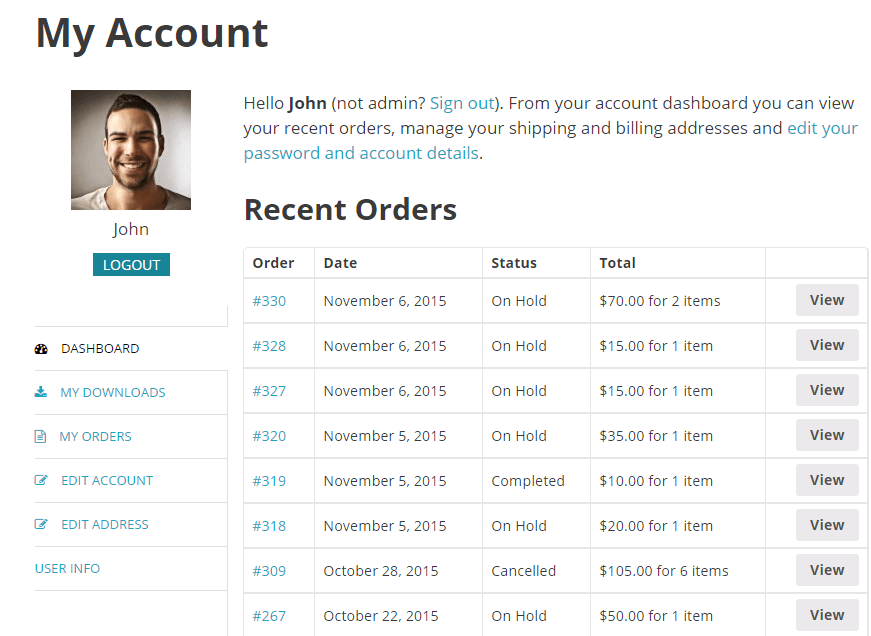 My Account
John
LOGOUT
DASHBOARD
MY DOWNLOADS
MY ORDERS
EDIT ACCOUNT
EDIT ADDRESS
USER INFO
Hello John (not admin? Sign out). From your account dashboard you can view
your recent orders, manage your shipping and billing addresses and edit your
password and account details.
Recent Orders
Order Date Status Total
#330 November 6, 2015 On Hold $70.00 for 2 items View
#328 November 6, 2015 On Hold $15.00 for 1 item View
#327 November 6, 2015 On Hold $15.00 for 1 item View
#320 November 5, 2015 On Hold $35.00 for 1 item View
#319 November 5, 2015 Completed $10.00 for 1 item View
#318 November 5, 2015 On Hold $20.00 for 1 item View
#309 October 28, 2015 Cancelled $105.00 for 6 items View
#267 October 22, 2015 On Hold $50.00 for 1 item View